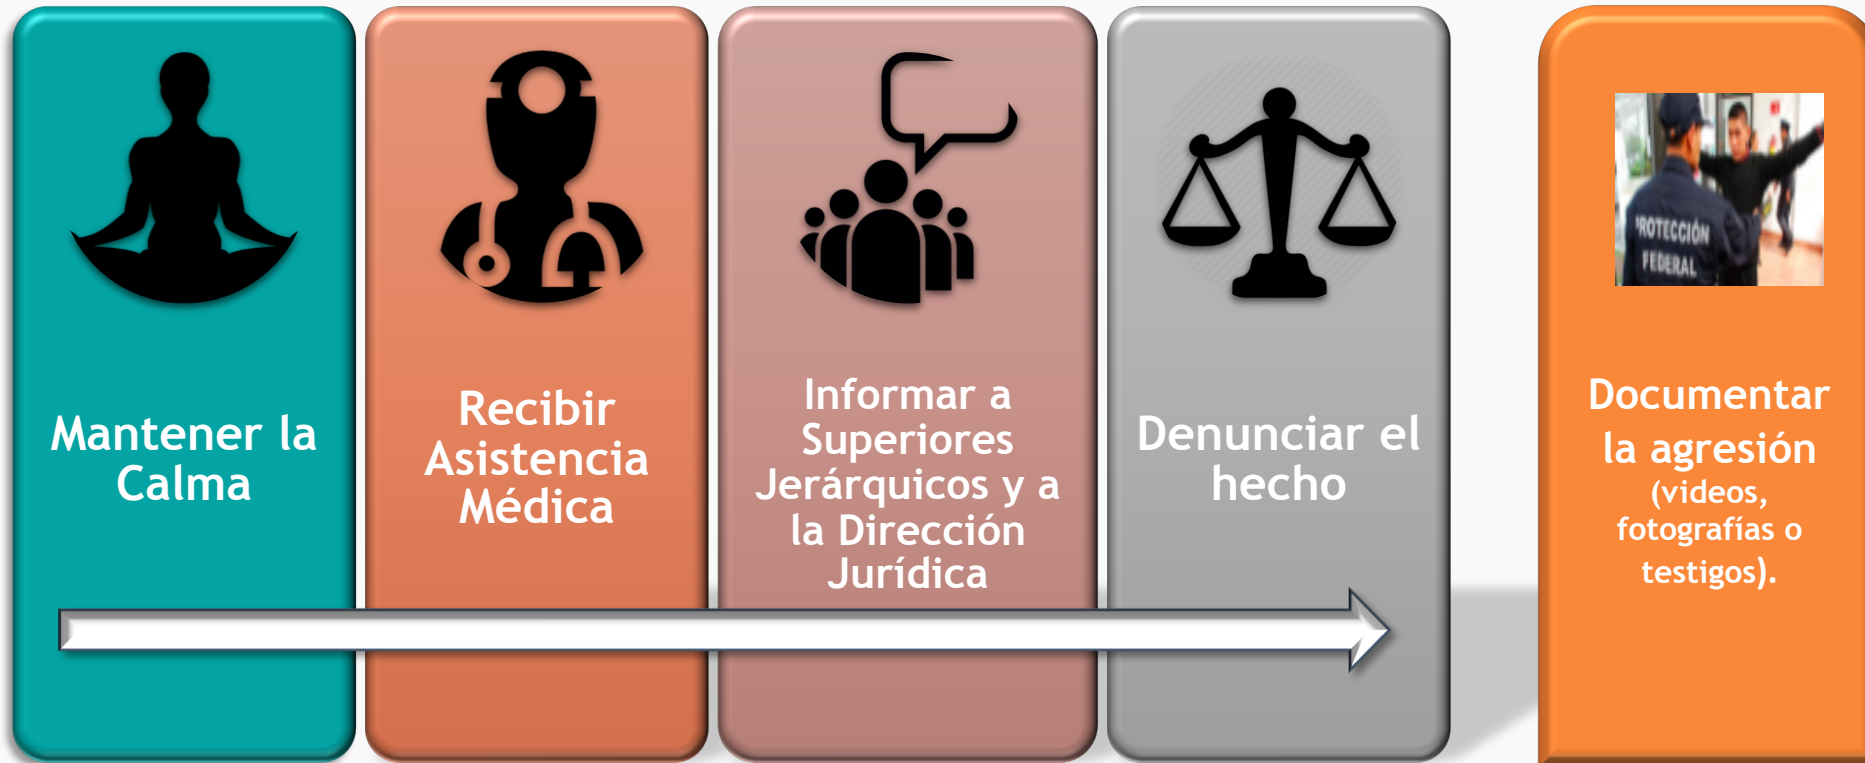 Mantener la
Calma
Recibir
Asistencia
Médica
Informar a
Superiores
Jerárquicos y a
la Dirección
Jurídica
Denunciar el
hecho
PROTECCIÓN
FEDERAL
Documentar
la agresión
(videos,
fotografías o
testigos).